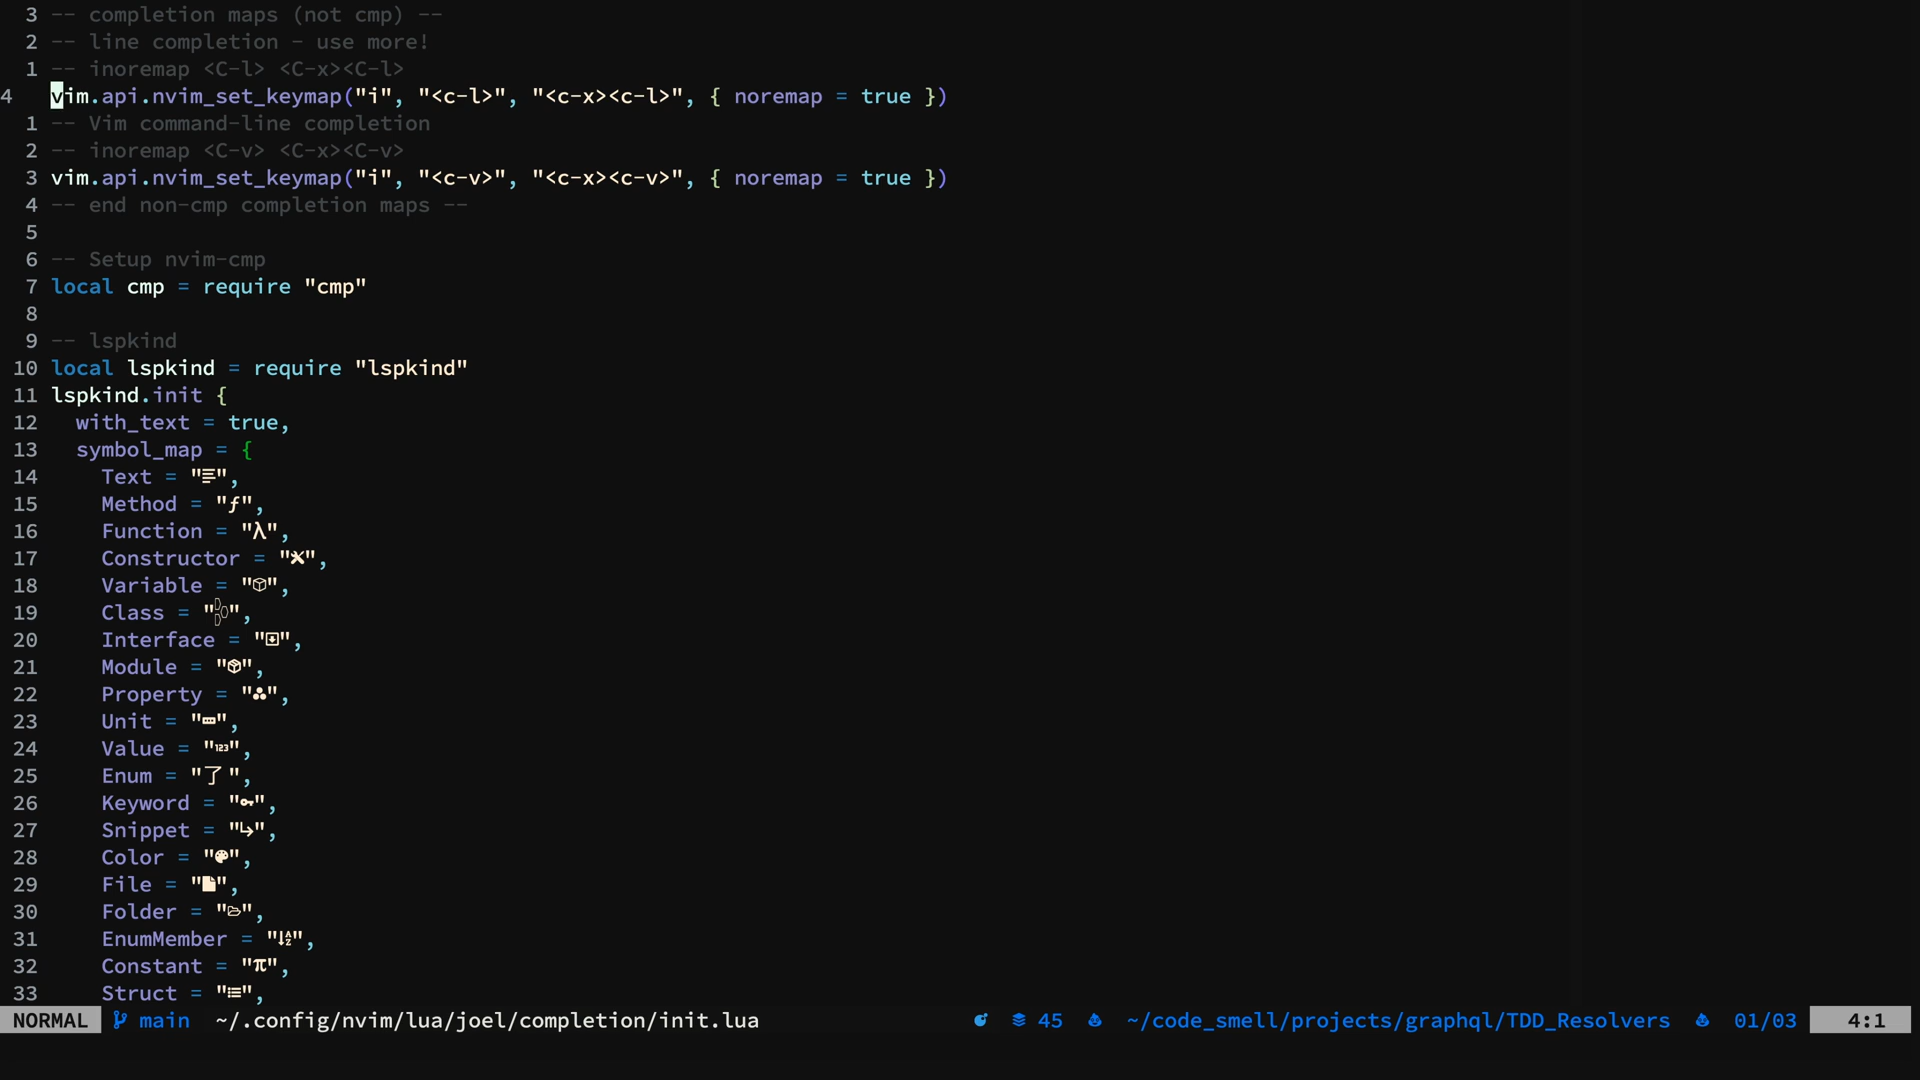 3 -- completion maps (not cmp) --
2 -- line completion - use more!
1 -- inoremap <C-l> <C-x><C-l>
4 vim.api.nvim_set_keymap("i", "<c-l>", "<c-x><c-l>", { noremap = true })
1 -- Vim command-line completion
2 -- inoremap <C-v> <C-x><C-v>
3 vim.api.nvim_set_keymap("i", "<c-v>", "<c-x><c-v>", { noremap = true })
4 -- end non-cmp completion maps --
5
6 -- Setup nvim-cmp
7 local cmp = require "cmp"
8
9 -- lspkind
10 local lspkind = require "lspkind"
11 lspkind.init {
12 with_text = true,
13 symbol_map = {
14 Text = "",
15 Method = "ƒ",
16 Function = "λ",
17 Constructor = "",
18 Variable = "",
19 Class = "",
20 Interface = "",
21 Module = "",
22 Property = "",
23 Unit = "",
24 Value = "123",
25 Enum = "了",
26 Keyword = "",
27 Snippet = "↳",
28 Color = "",
29 File = "",
30 Folder = "",
31 EnumMember = "",
32 Constant = "π",
33 Struct = "",
NORMAL main ~/.config/nvim/lua/joel/completion/init.lua 45 ~/code_smell/projects/graphql/TDD_Resolvers 01/03 4:1